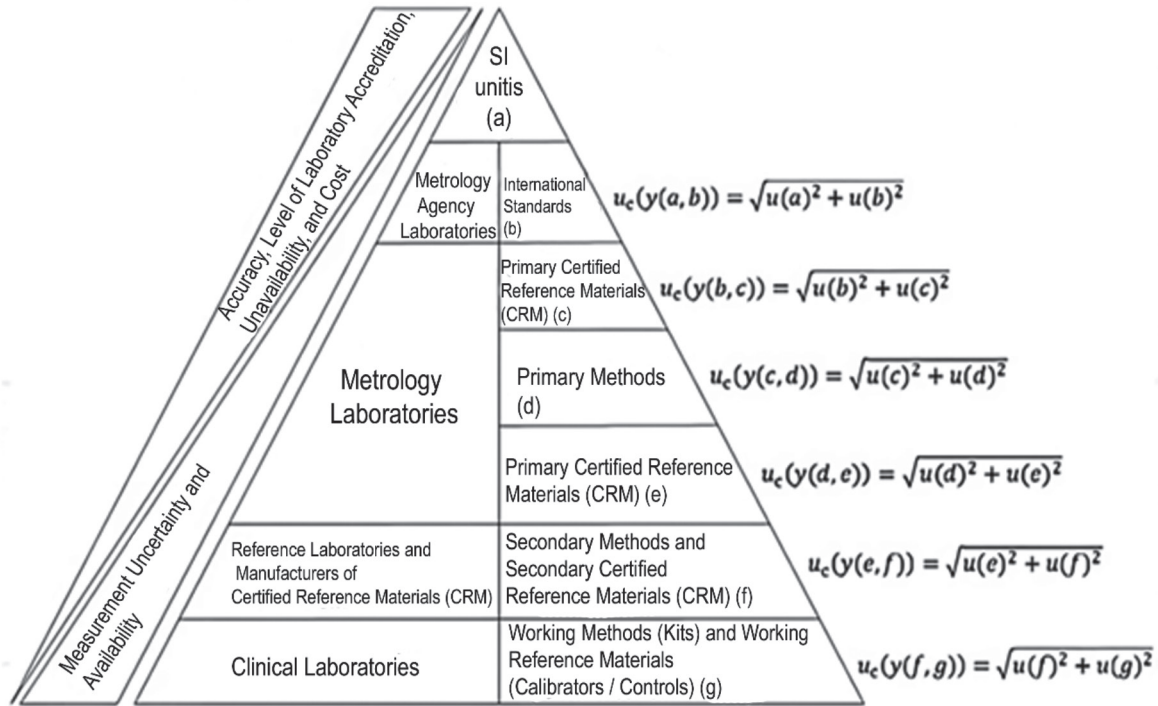 Accuracy, Level of Laboratory Accreditation,
Unavailability, and Cost
Measurement Uncertainty and
Availability
SI
unitis
(a)
Metrology
Agency
Laboratories
International
Standards
(b)
u_c(y(a,b)) = √u(a)² + u(b)²
Metrology
Laboratories
Primary Certified
Reference Materials
(CRM) (c)
u_c(y(b,c)) = √u(b)² + u(c)²
Primary Methods
(d)
u_c(y(c,d)) = √u(c)² + u(d)²
Primary Certified Reference
Materials (CRM) (e)
u_c(y(d,e)) = √u(d)² + u(e)²
Reference Laboratories and
Manufacturers of
Certified Reference Materials (CRM)
Secondary Methods and
Secondary Certified
Reference Materials (CRM) (f)
u_c(y(e,f)) = √u(e)² + u(f)²
Clinical Laboratories
Working Methods (Kits) and Working
Reference Materials
(Calibrators / Controls) (g)
u_c(y(f,g)) = √u(f)² + u(g)²